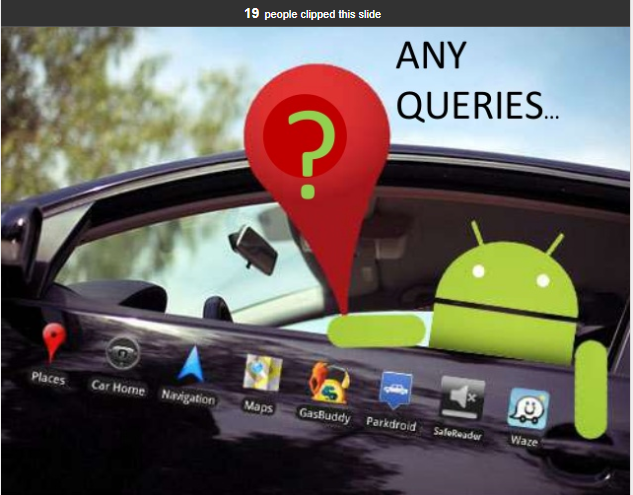 19 people clipped this slide
ANY
QUERIES...
?
Places
Car Home
Navigation
Maps
GasBuddy
Parkdroid
SafeReader
Waze